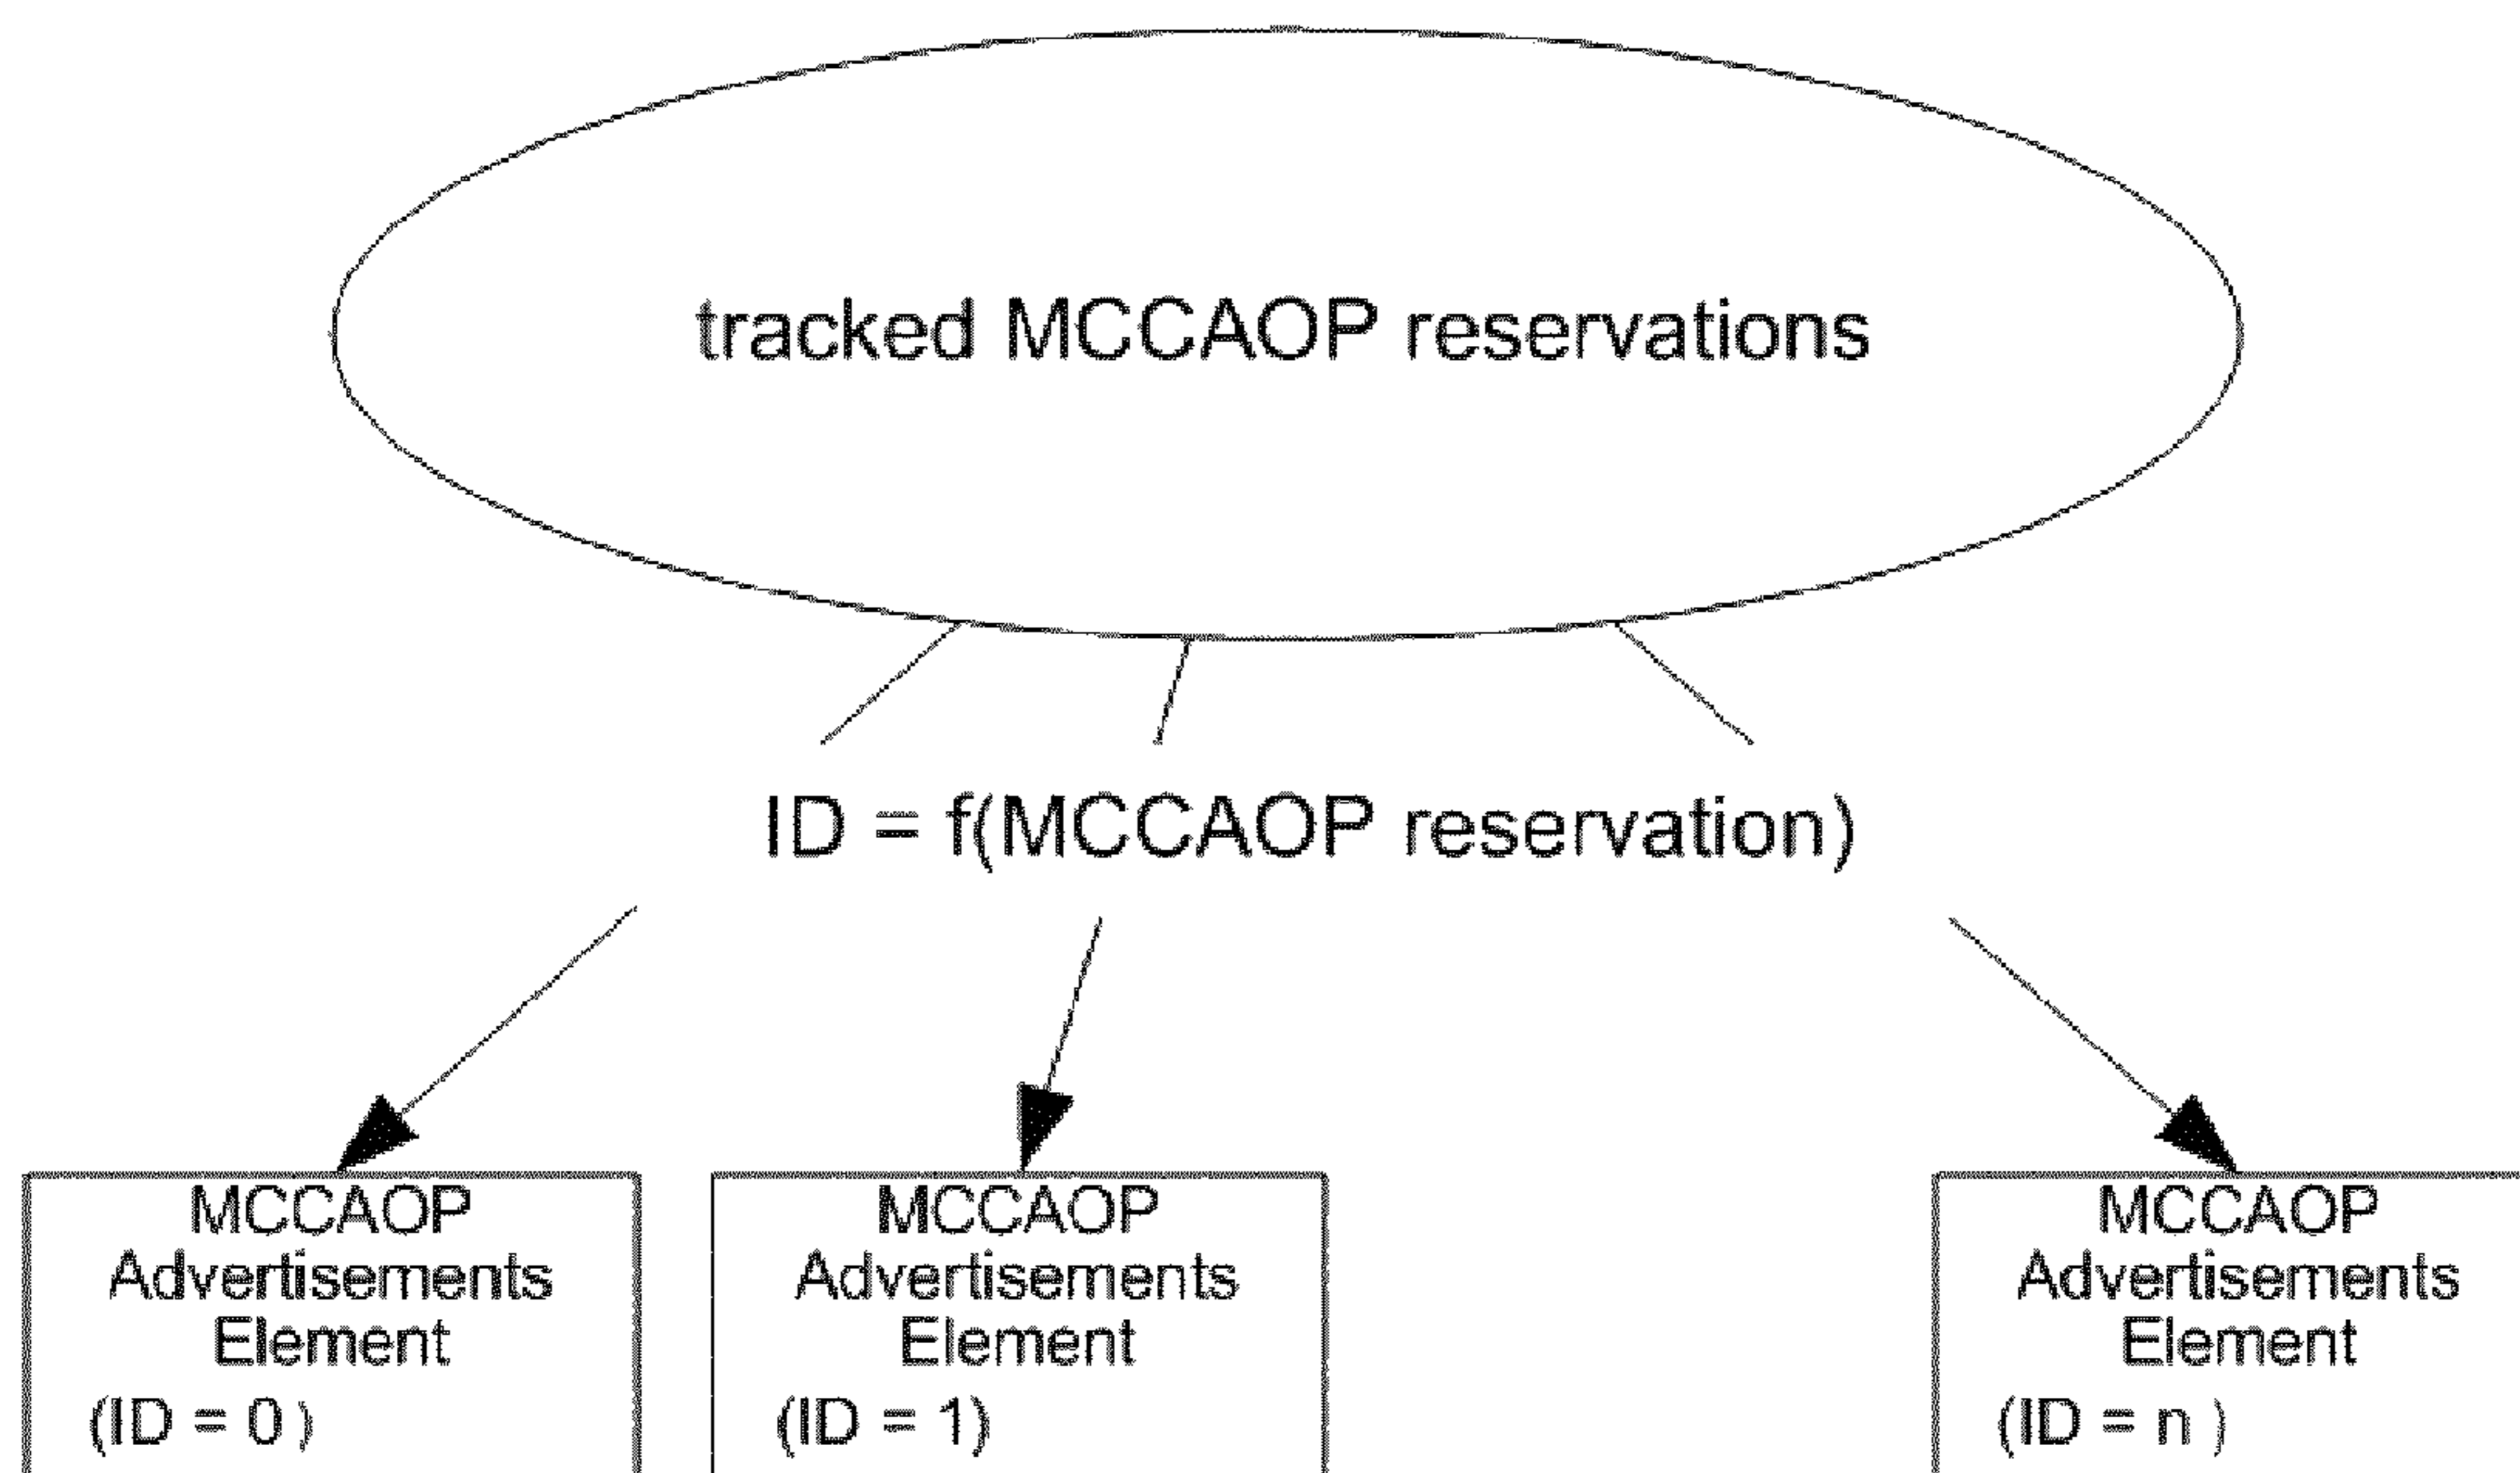 tracked MCCAOP reservations
ID = f(MCCAOP reservation)
MCCAOP
Advertisements
Element
(ID = 0 )
MCCAOP
Advertisements
Element
(ID = 1)
MCCAOP
Advertisements
Element
(ID = n )